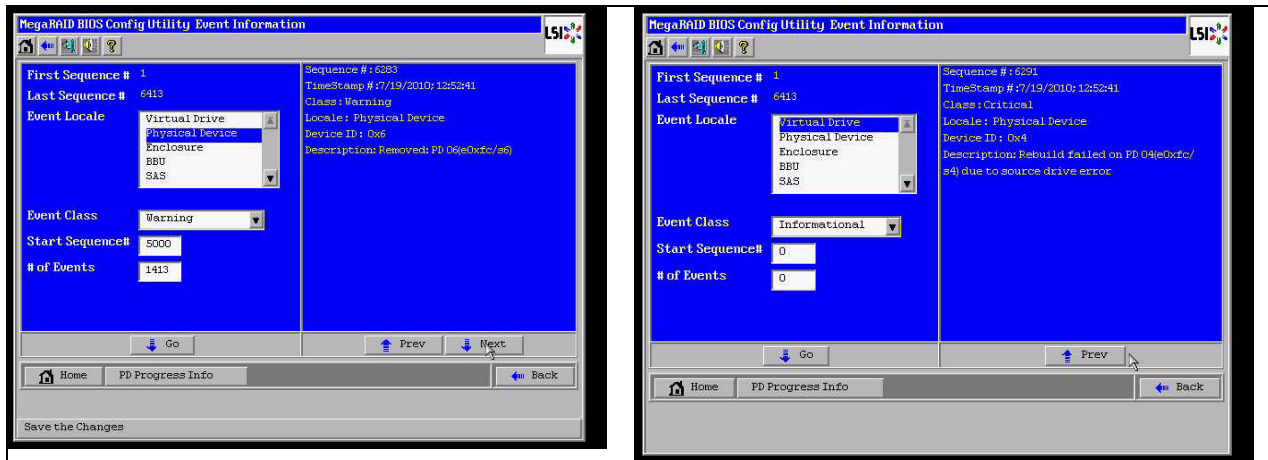 MegaRAID BIOS Config Utility Event Information
LSI
First Sequence # 1
Last Sequence # 6413
Event Locale
Virtual Drive
Physical Device
Enclosure
BBU
SAS
Event Class Warning
Start Sequence# 5000
# of Events 1413
Go
Sequence #:6283
TimeStamp #:7/19/2010; 12:52:41
Class:Warning
Locale: Physical Device
Device ID: 0x6
Description: Removed: PD 06(e0xfc/s6)
Prev Next
Home PD Progress Info Back
Save the Changes
MegaRAID BIOS Config Utility Event Information
LSI
First Sequence # 1
Last Sequence # 6413
Event Locale
Virtual Drive
Physical Device
Enclosure
BBU
SAS
Event Class Informational
Start Sequence# 0
# of Events 0
Go
Sequence #:6291
TimeStamp #:7/19/2010; 12:52:41
Class:Critical
Locale: Physical Device
Device ID: 0x4
Description: Rebuild failed on PD 04(e0xfc/
s4) due to source drive error
Prev
Home PD Progress Info Back